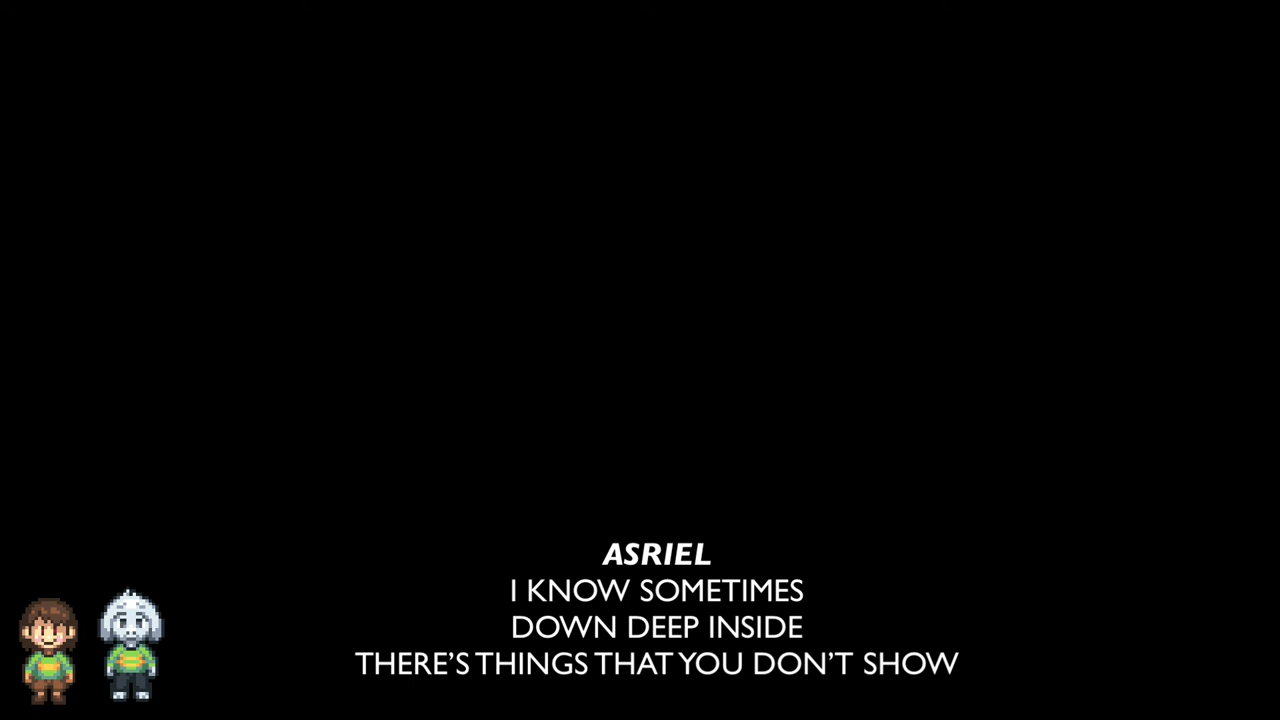 ASRIEL
I KNOW SOMETIMES
DOWN DEEP INSIDE
THERE'S THINGS THAT YOU DON'T SHOW